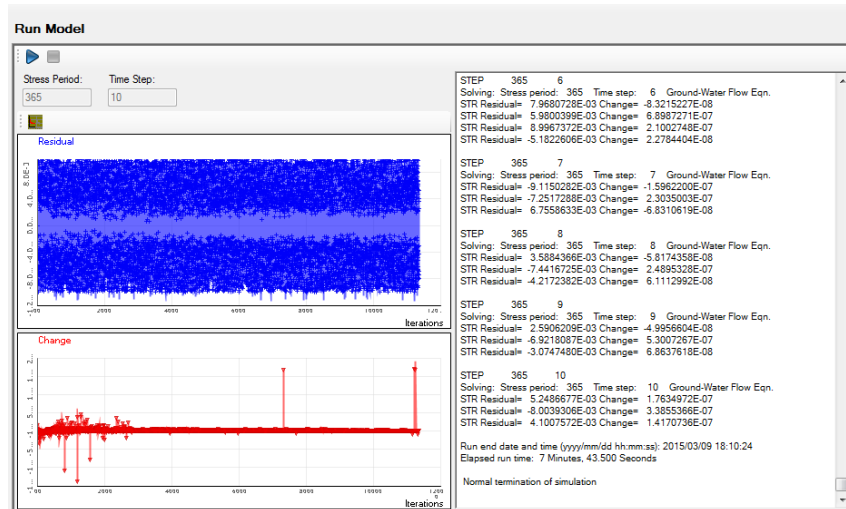 Run Model
Stress Period: Time Step:
365 10
Residual
Iterations
Change
Iterations
STEP 365 6
Solving: Stress period: 365 Time step: 6 Ground-Water Flow Eqn.
STR Residual= 7.9680728E-03 Change= -8.3215227E-08
STR Residual= 5.9800399E-03 Change= 6.8987271E-07
STR Residual= 8.9967372E-03 Change= 2.1002748E-07
STR Residual= -5.1822606E-03 Change= 2.2784404E-08
STEP 365 7
Solving: Stress period: 365 Time step: 7 Ground-Water Flow Eqn.
STR Residual= -9.1150282E-03 Change= -1.5962200E-07
STR Residual= -7.2517288E-03 Change= 2.3035003E-07
STR Residual= 6.7558633E-03 Change= -6.8310619E-08
STEP 365 8
Solving: Stress period: 365 Time step: 8 Ground-Water Flow Eqn.
STR Residual= 3.5884366E-03 Change= -5.8174358E-08
STR Residual= -7.4416725E-03 Change= 2.4895328E-07
STR Residual= -4.2172382E-03 Change= 6.1112992E-08
STEP 365 9
Solving: Stress period: 365 Time step: 9 Ground-Water Flow Eqn.
STR Residual= 2.5906209E-03 Change= -4.9956604E-08
STR Residual= -6.9218087E-03 Change= 5.3007267E-07
STR Residual= -3.0747480E-03 Change= 6.8637618E-08
STEP 365 10
Solving: Stress period: 365 Time step: 10 Ground-Water Flow Eqn.
STR Residual= 5.2486677E-03 Change= 1.7634972E-07
STR Residual= -8.0039306E-03 Change= 3.3855366E-07
STR Residual= 4.1007572E-03 Change= 1.4170736E-07
Run end date and time (yyyy/mm/dd hh:mm:ss): 2015/03/09 18:10:24
Elapsed run time: 7 Minutes, 43.500 Seconds
Normal termination of simulation